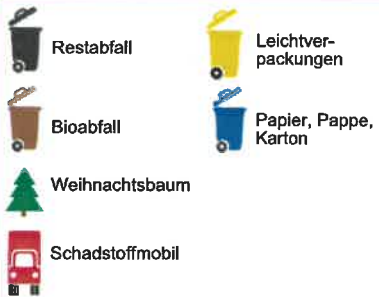 Restabfall
Leichtver-
packungen
Bioabfall
Papier, Pappe,
Karton
Weihnachtsbaum
Schadstoffmobil